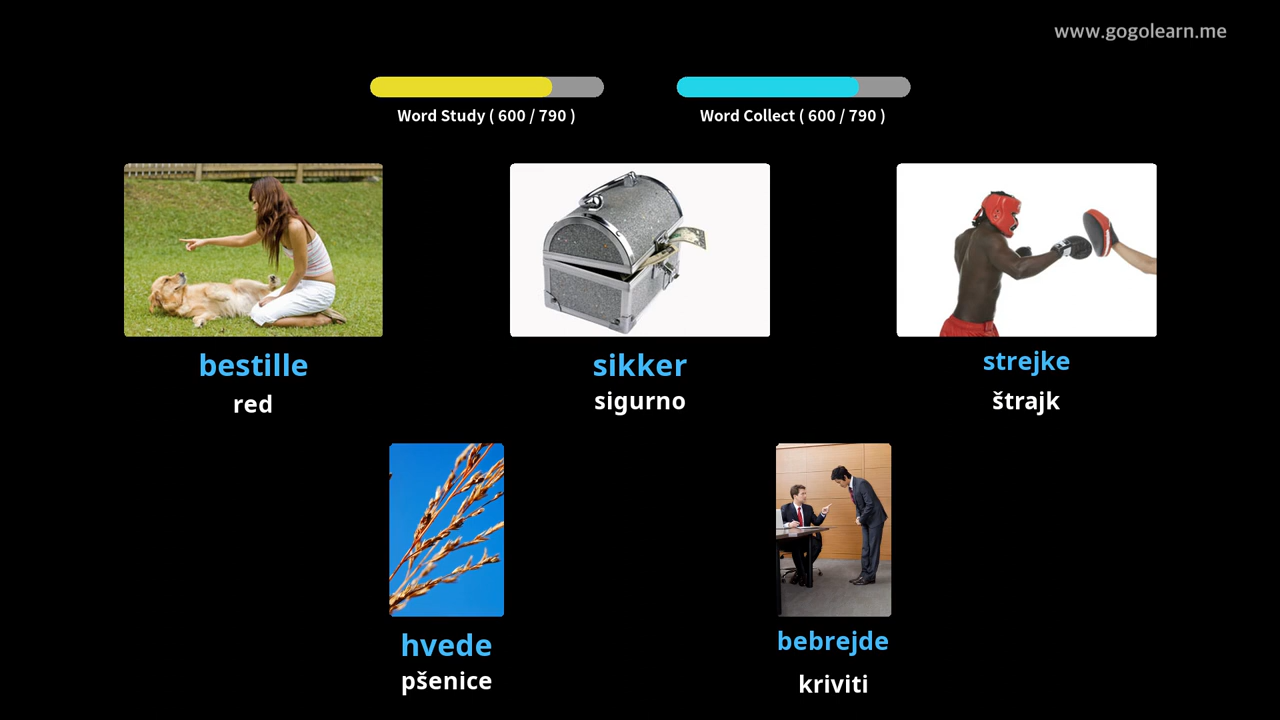 www.gogolearn.me
Word Study ( 600 / 790 )
Word Collect ( 600 / 790 )
bestille
red
sikker
sigurno
strejke
štrajk
hvede
pšenice
bebrejde
kriviti